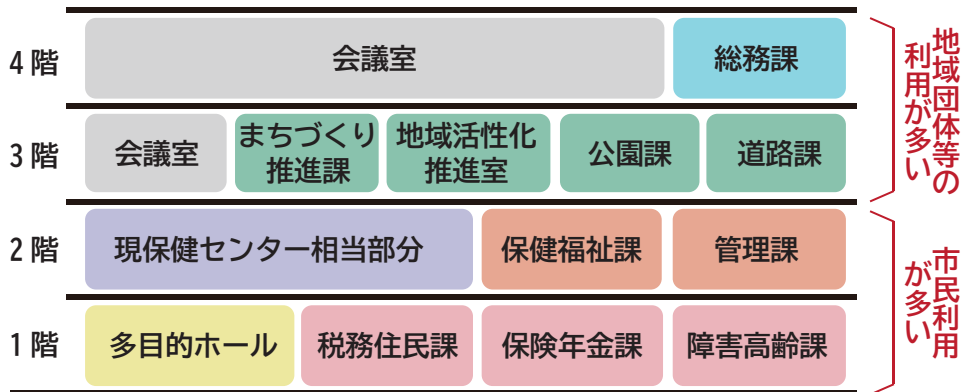 4階
会議室
総務課
3階
会議室
まちづくり
推進課
地域活性化
推進室
公園課
道路課
地域団体等の
利用が多い
2階
現保健センター相当部分
保健福祉課
管理課
1階
多目的ホール
税務住民課
保険年金課
障害高齢課
市民利用
が多い